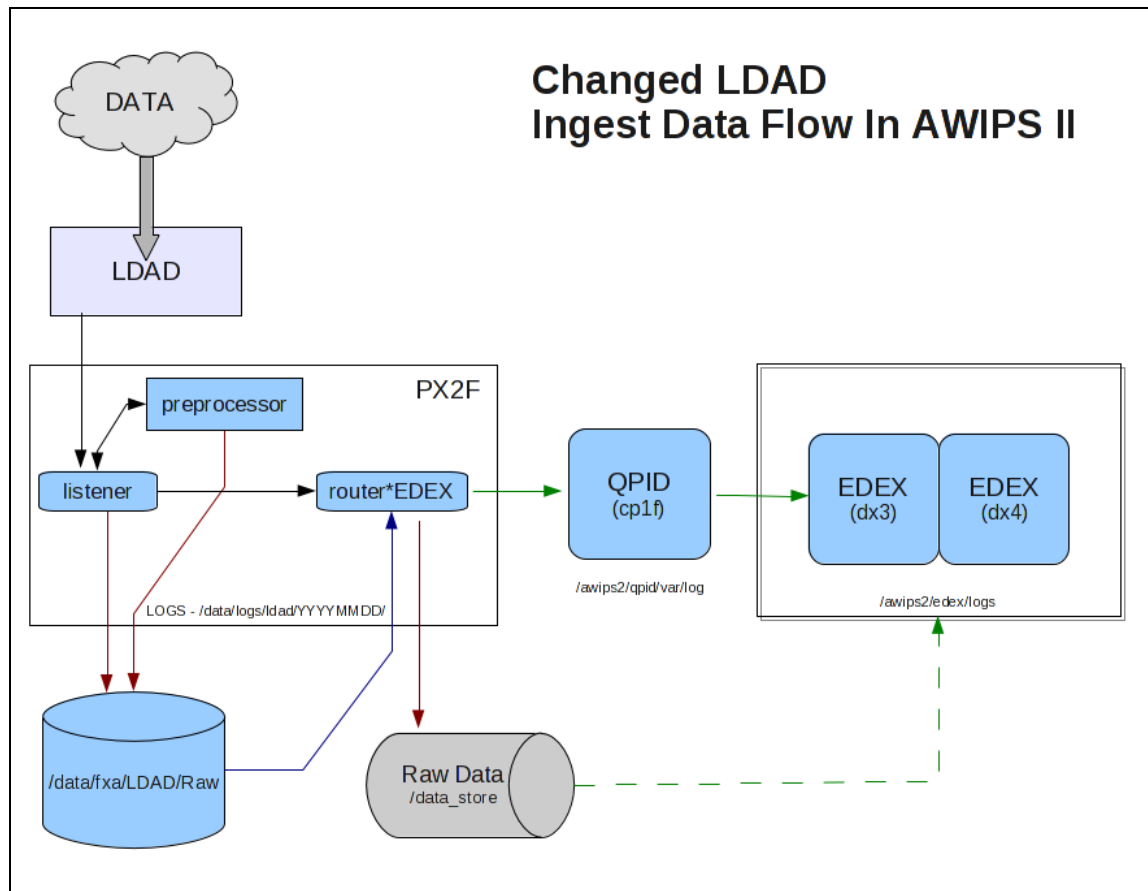 Changed LDAD
Ingest Data Flow In AWIPS II
DATA
LDAD
PX2F
preprocessor
listener
router*EDEX
LOGS - /data/logs/ldad/YYYYMMDD/
QPID
(cp1f)
/awips2/qpid/var/log
EDEX
(dx3)
EDEX
(dx4)
/awips2/edex/logs
/data/fxa/LDAD/Raw
Raw Data
/data_store